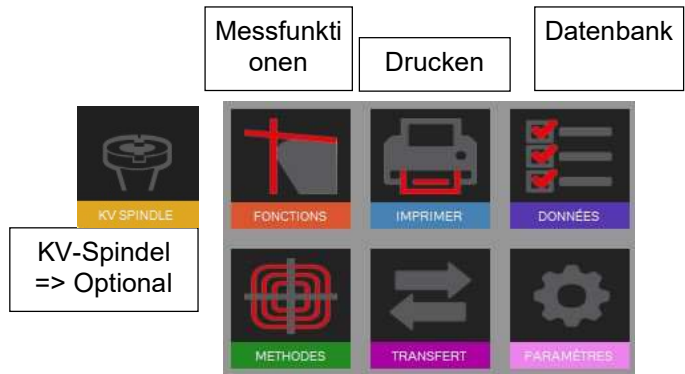 Messfunkti
onen
Drucken
Datenbank
KV SPINDLE
FONCTIONS
IMPRIMER
DONNÉES
KV-Spindel
=> Optional
METHODES
TRANSFERT
PARAMÈTRES